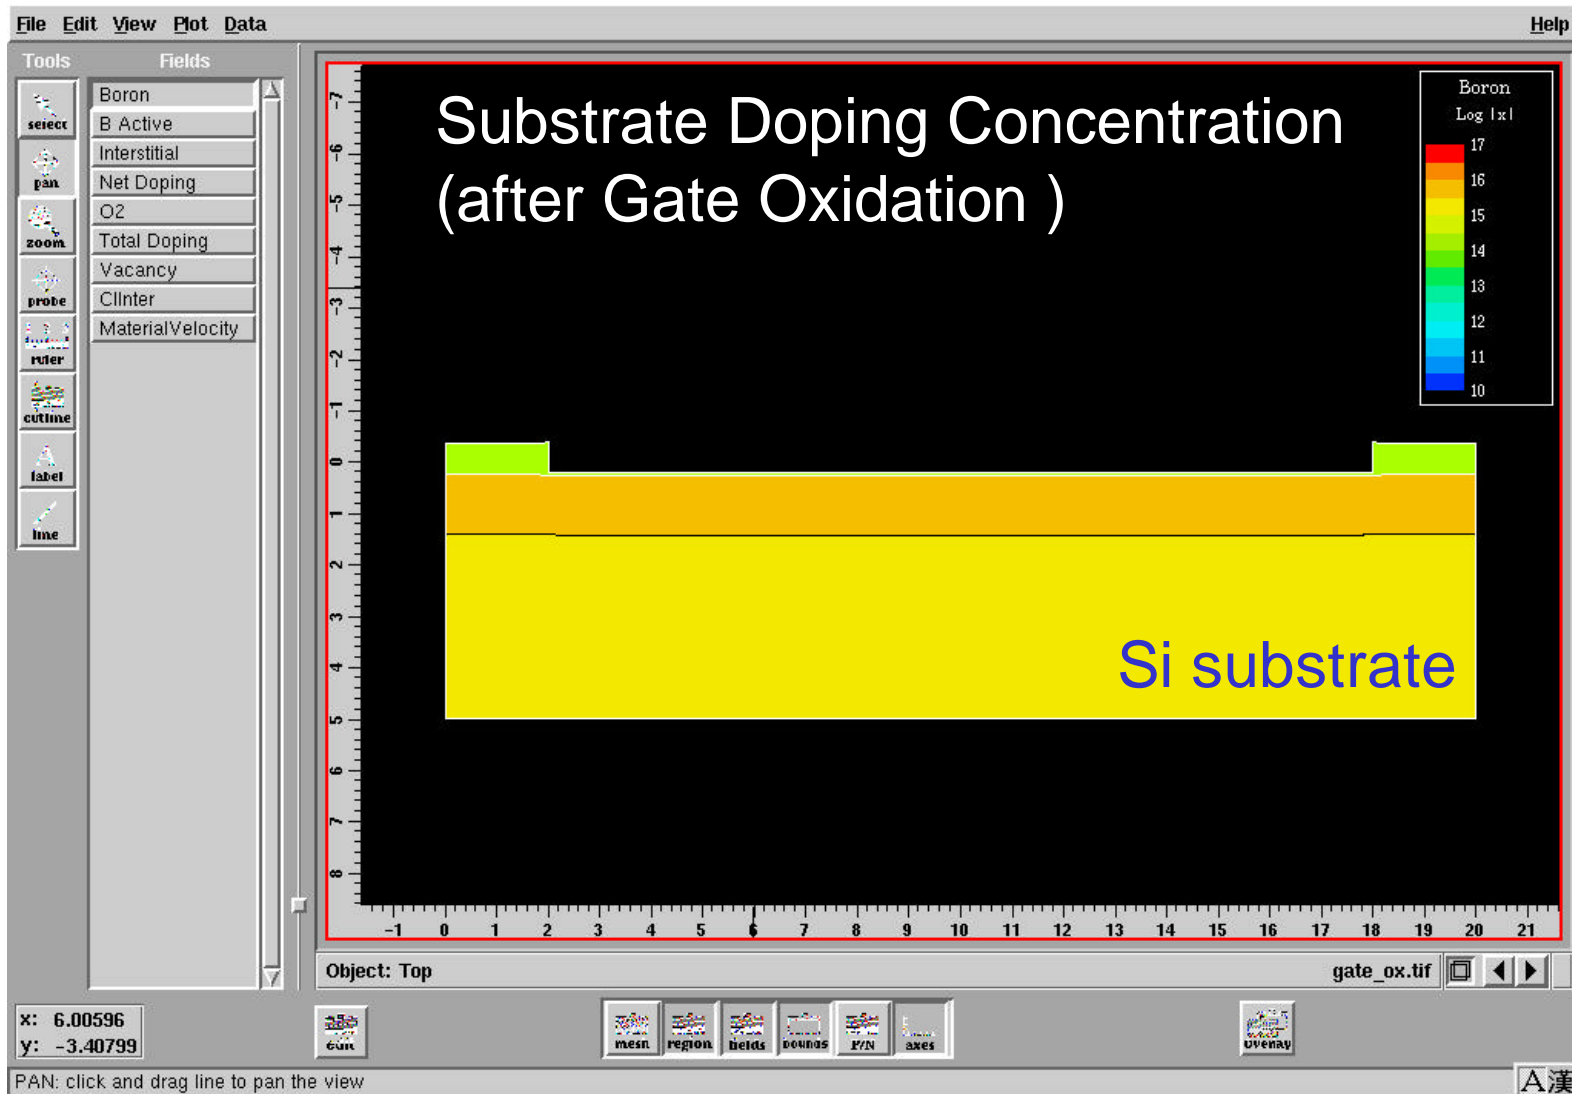 File Edit View Plot Data Help
Tools Fields
select
pan
zoom
probe
ruler
cutline
label
line
Boron
B Active
Interstitial
Net Doping
O2
Total Doping
Vacancy
ClInter
MaterialVelocity
Substrate Doping Concentration
(after Gate Oxidation )
Boron
Log |x|
17
16
15
14
13
12
11
10
-7
-6
-5
-4
-3
-2
-1
0
1
2
3
4
5
6
7
8
Si substrate
-1 0 1 2 3 4 5 6 7 8 9 10 11 12 13 14 15 16 17 18 19 20 21
Object: Top gate_ox.tif
x: 6.00596
y: -3.40799
edit
mesh region fields bounds P/N axes
overlay
PAN: click and drag line to pan the view
A漢